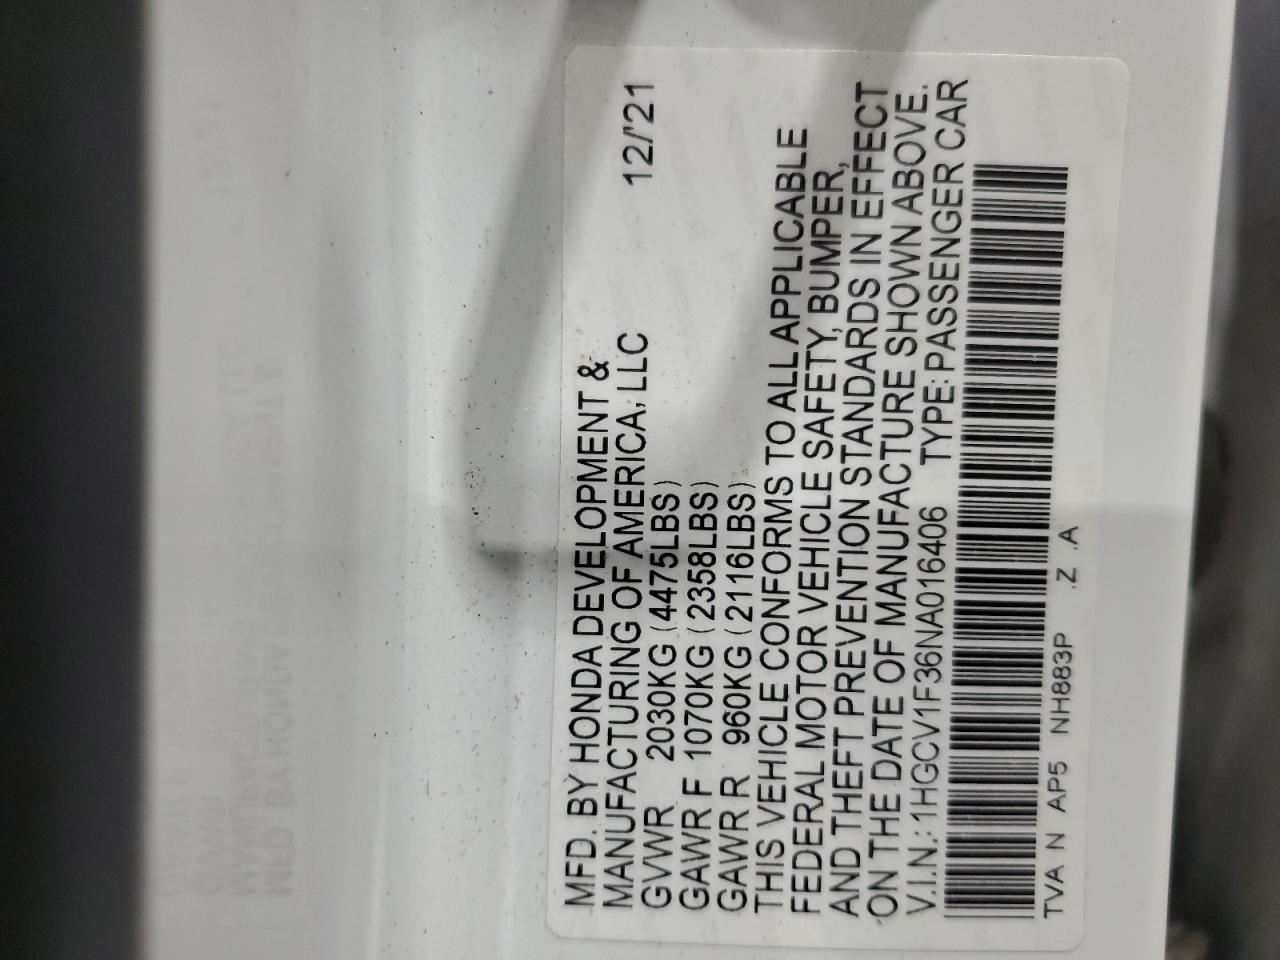 MFD. BY HONDA DEVELOPMENT &
MANUFACTURING OF AMERICA, LLC 12/'21
GVWR 2030KG (4475LBS)
GAWR F 1070KG (2358LBS)
GAWR R 960KG (2116LBS)
THIS VEHICLE CONFORMS TO ALL APPLICABLE
FEDERAL MOTOR VEHICLE SAFETY, BUMPER,
AND THEFT PREVENTION STANDARDS IN EFFECT
ON THE DATE OF MANUFACTURE SHOWN ABOVE.
V.I.N.: 1HGCV1F36NA016406 TYPE: PASSENGER CAR
TVA N AP5 NH883P .Z .A